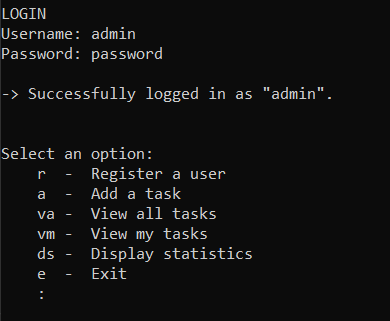 LOGIN
Username: admin
Password: password
-> Successfully logged in as "admin".
Select an option:
r - Register a user
a - Add a task
va - View all tasks
vm - View my tasks
ds - Display statistics
e - Exit
: